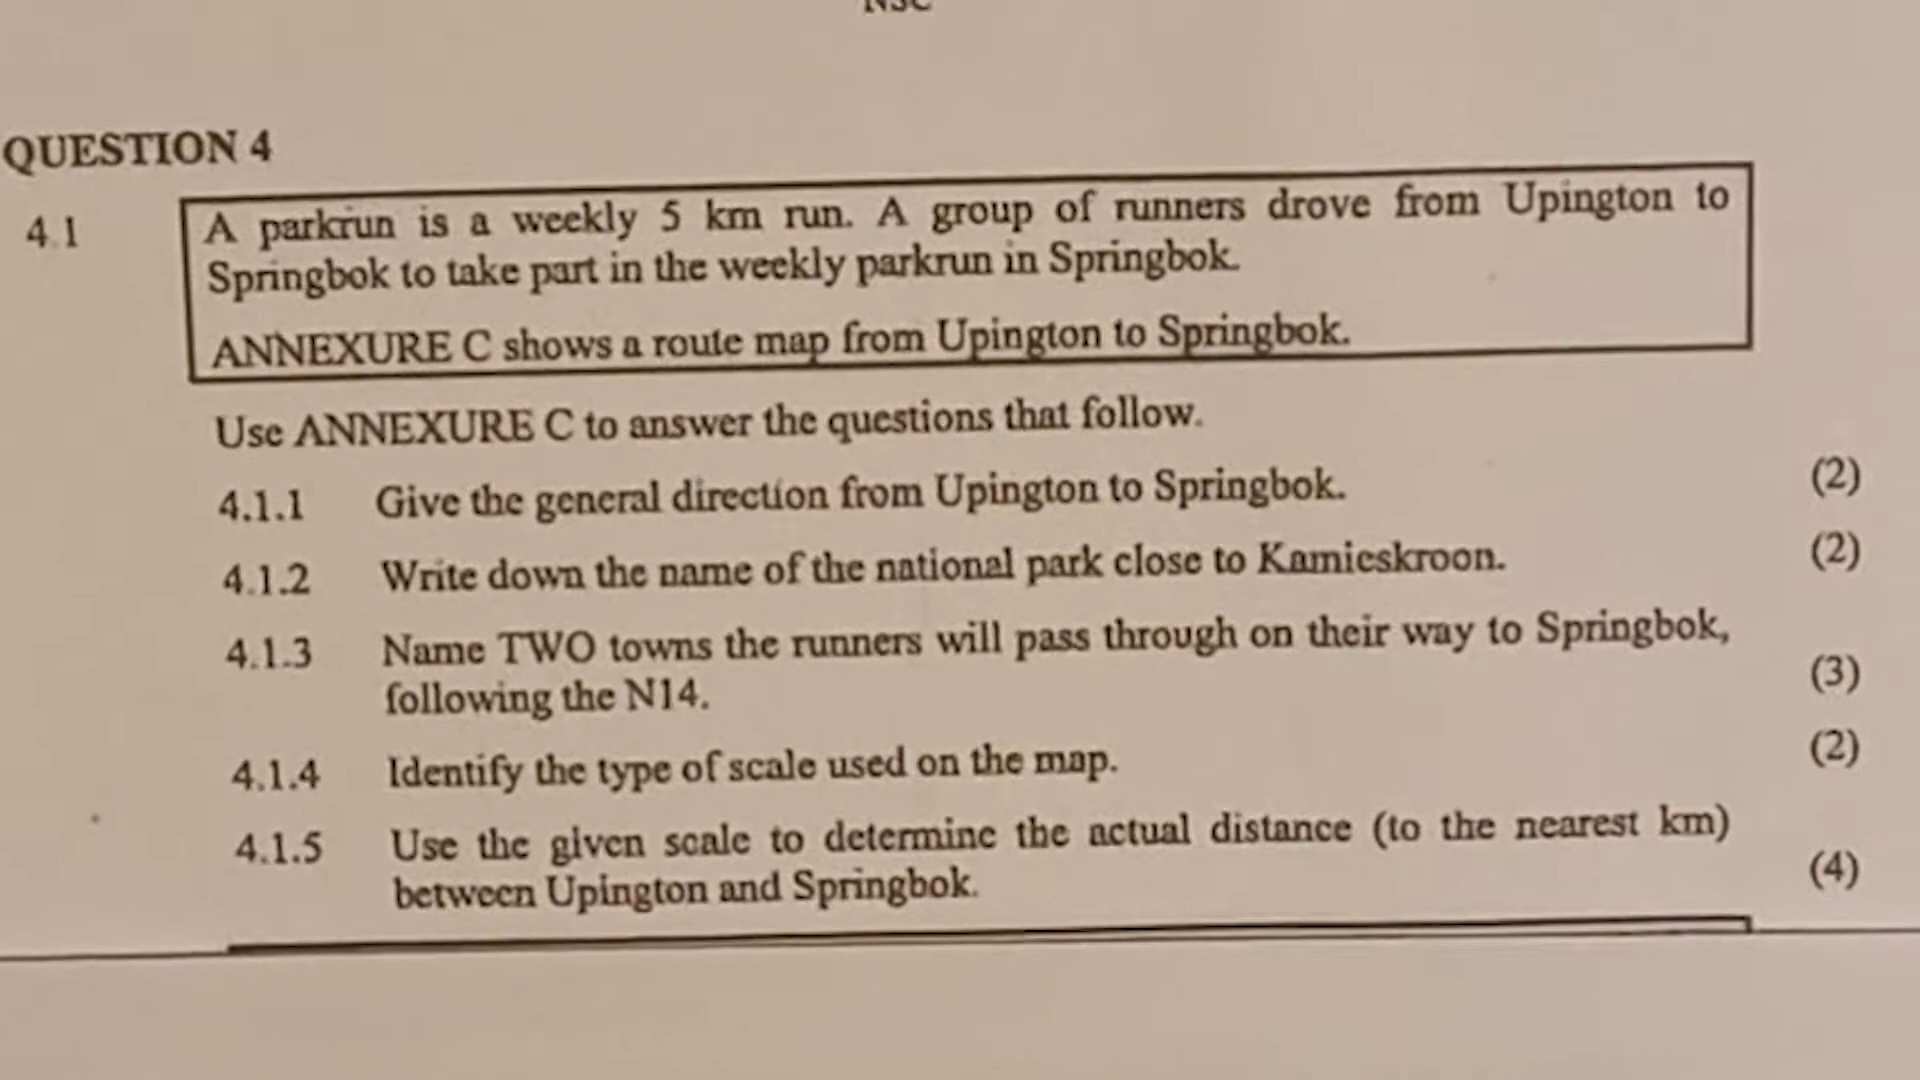 NSC
QUESTION 4
4.1 A parkrun is a weekly 5 km run. A group of runners drove from Upington to
Springbok to take part in the weekly parkrun in Springbok.
ANNEXURE C shows a route map from Upington to Springbok.
Use ANNEXURE C to answer the questions that follow.
4.1.1 Give the general direction from Upington to Springbok. (2)
4.1.2 Write down the name of the national park close to Kamieskroon. (2)
4.1.3 Name TWO towns the runners will pass through on their way to Springbok,
following the N14. (3)
4.1.4 Identify the type of scale used on the map. (2)
4.1.5 Use the given scale to determine the actual distance (to the nearest km)
between Upington and Springbok. (4)